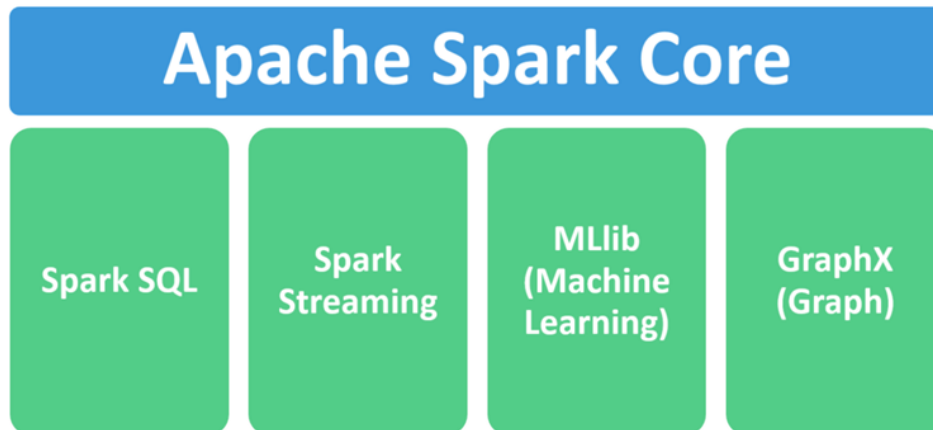 Apache Spark Core
Spark SQL
Spark
Streaming
MLlib
(Machine
Learning)
GraphX
(Graph)